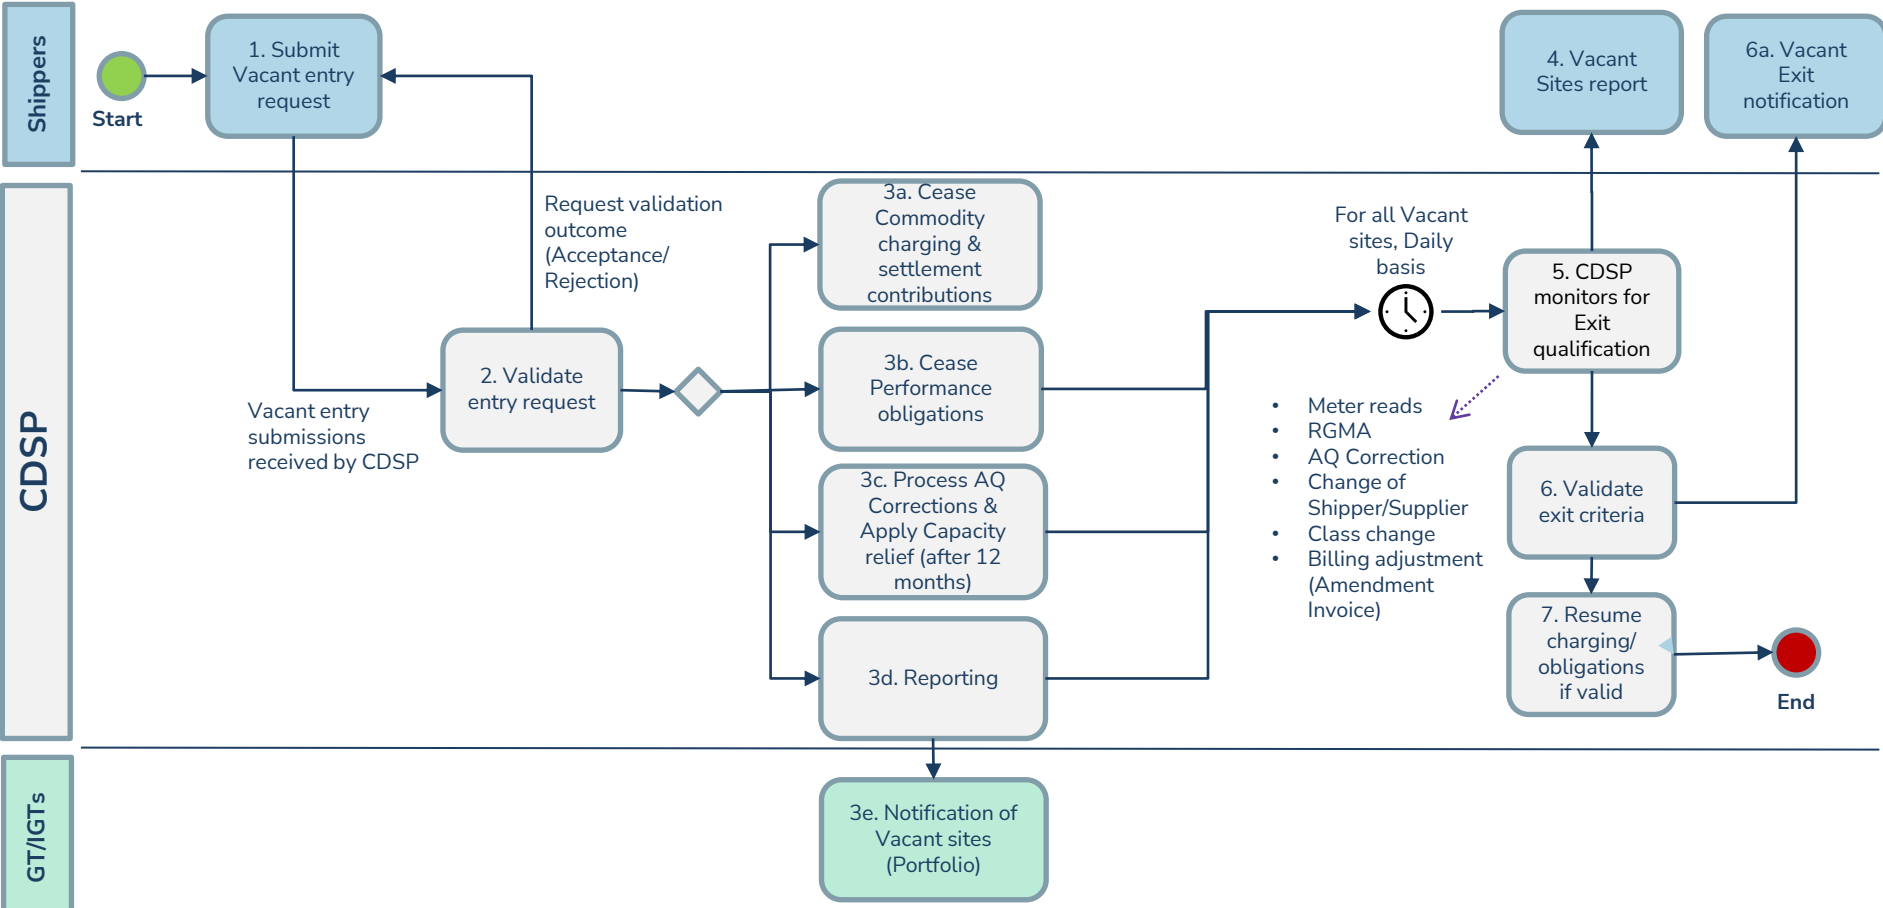 Shippers
Start
1. Submit
Vacant entry
request
4. Vacant
Sites report
6a. Vacant
Exit
notification
CDSP
Request validation
outcome
(Acceptance/
Rejection)
Vacant entry
submissions
received by CDSP
2. Validate
entry request
3a. Cease
Commodity
charging &
settlement
contributions
3b. Cease
Performance
obligations
3c. Process AQ
Corrections &
Apply Capacity
relief (after 12
months)
3d. Reporting
For all Vacant
sites, Daily
basis
5. CDSP
monitors for
Exit
qualification
• Meter reads
• RGMA
• AQ Correction
• Change of
Shipper/Supplier
• Class change
• Billing adjustment
(Amendment
Invoice)
6. Validate
exit criteria
7. Resume
charging/
obligations
if valid
End
GT/IGTs
3e. Notification of
Vacant sites
(Portfolio)